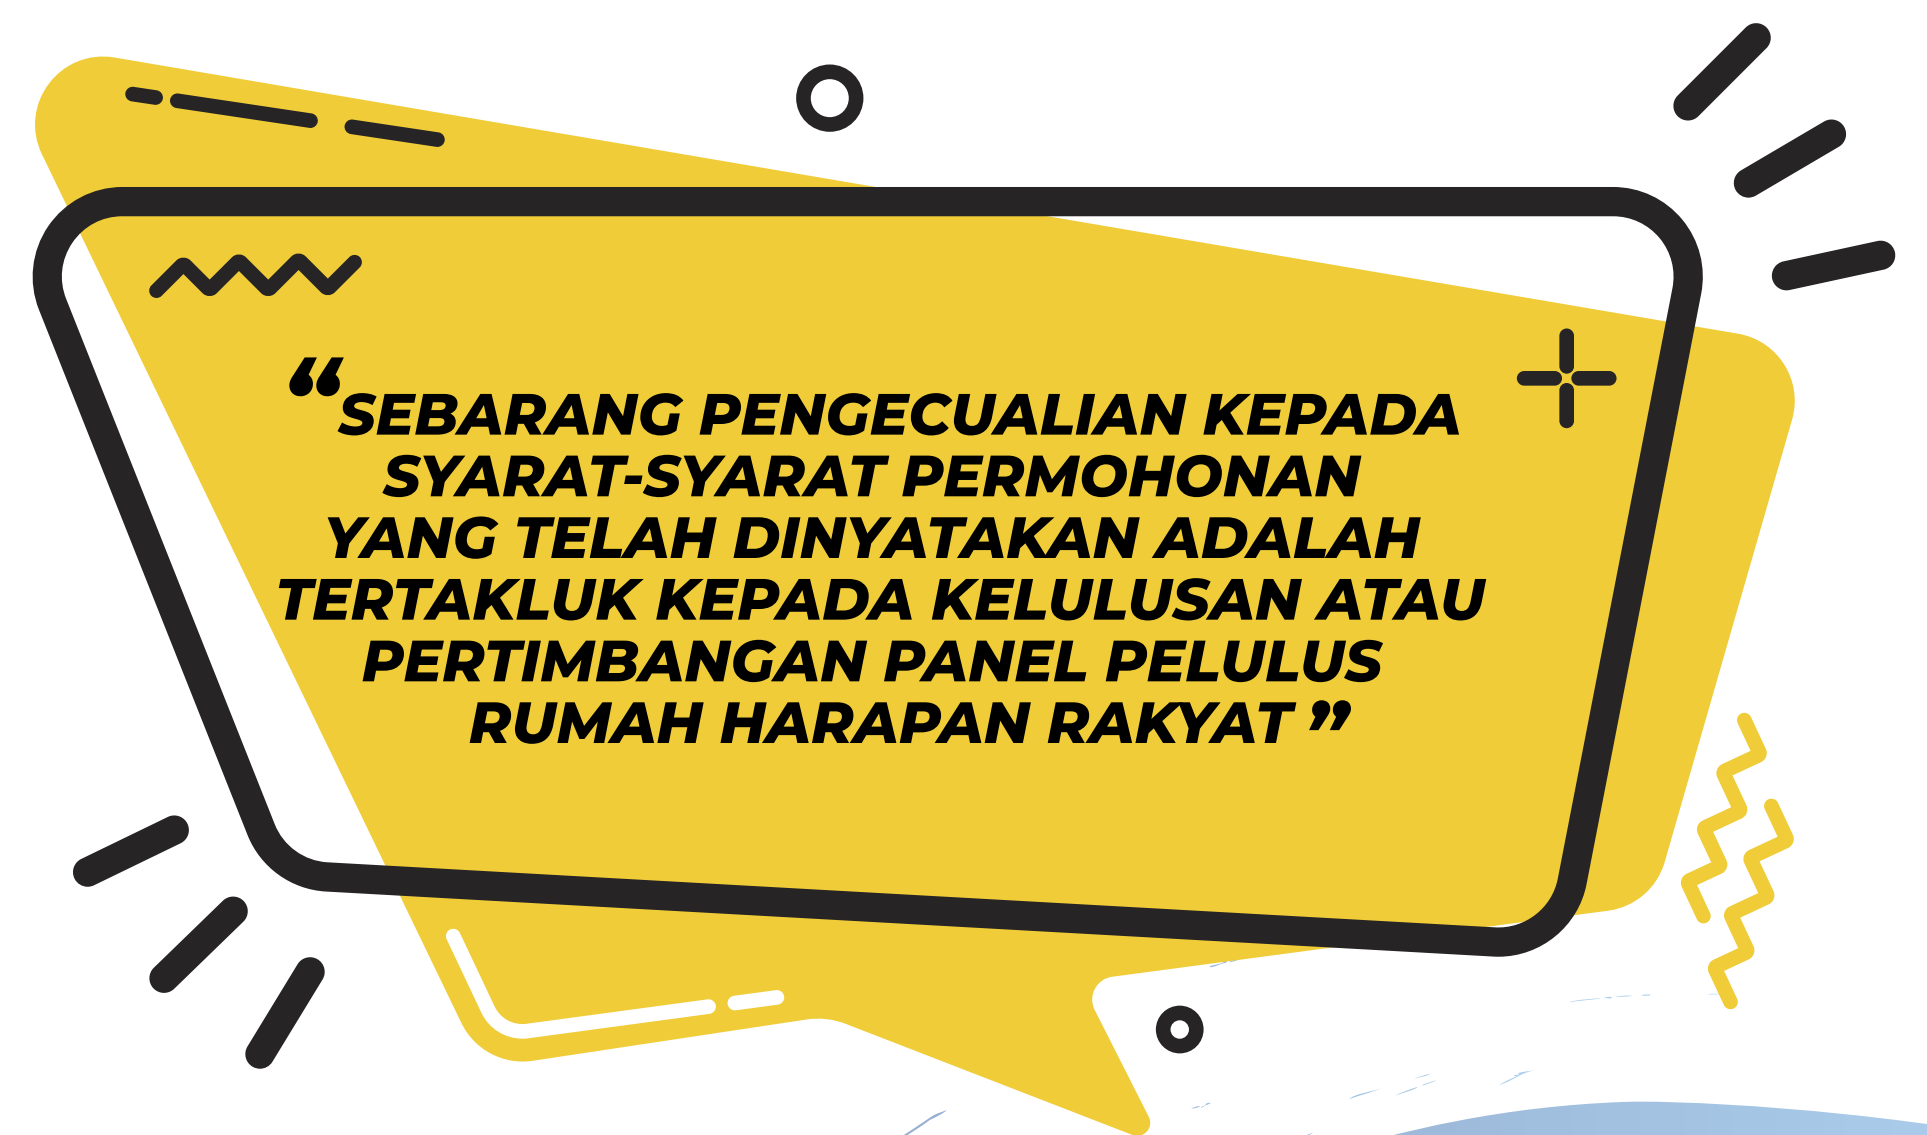 “SEBARANG PENGECUALIAN KEPADA
SYARAT-SYARAT PERMOHONAN
YANG TELAH DINYATAKAN ADALAH
TERTAKLUK KEPADA KELULUSAN ATAU
PERTIMBANGAN PANEL PELULUS
RUMAH HARAPAN RAKYAT ”